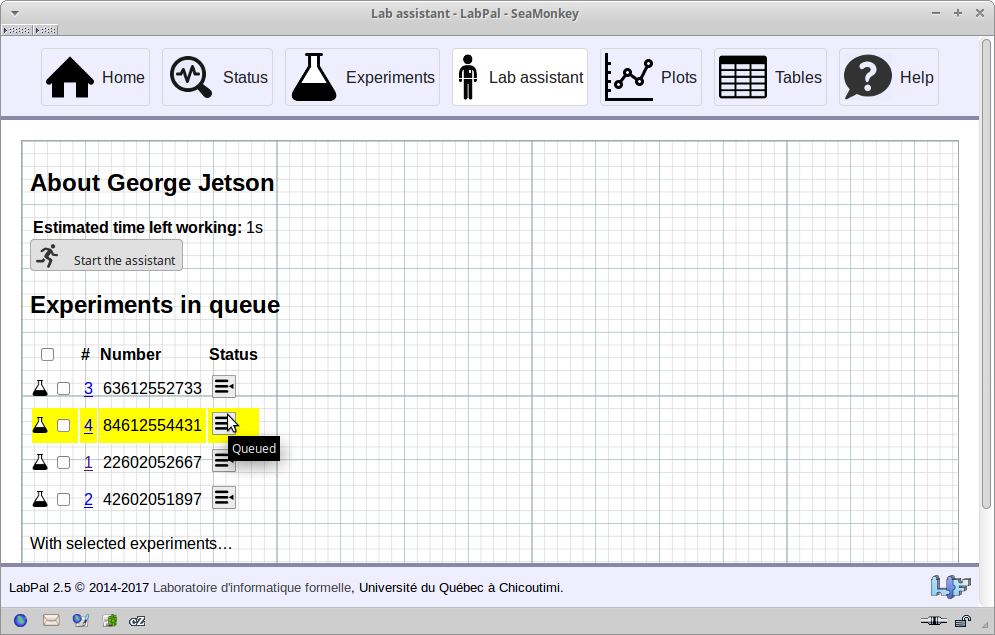 Lab assistant - LabPal - SeaMonkey
Home Status Experiments Lab assistant Plots Tables Help
About George Jetson
Estimated time left working: 1s
Start the assistant
Experiments in queue
# Number Status
3 63612552733
4 84612554431
Queued
1 22602052667
2 42602051897
With selected experiments…
LabPal 2.5 © 2014-2017 Laboratoire d'informatique formelle, Université du Québec à Chicoutimi.
cZ